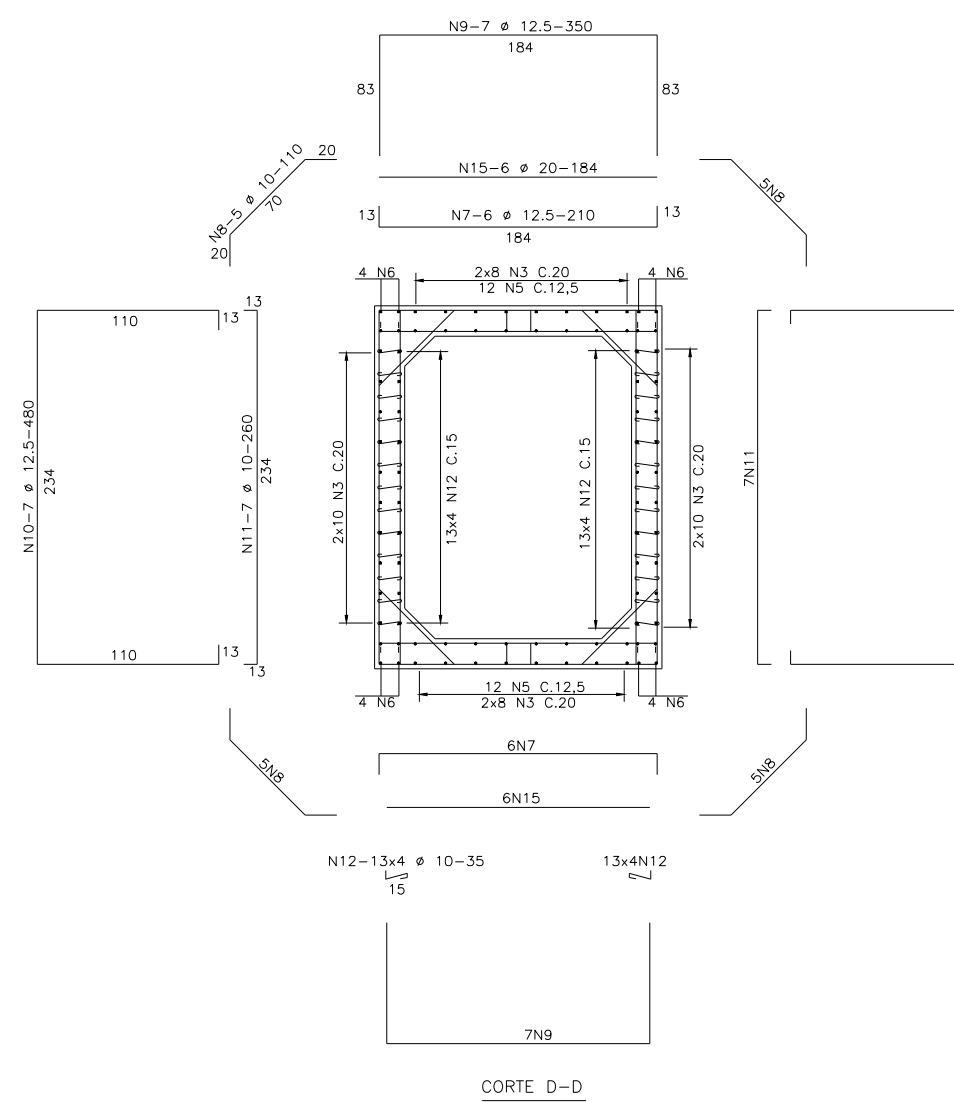 N9-7 ø 12.5-350
184
83
83
20
N8-5 ø 10-110
70
20
N15-6 ø 20-184
5N8
13
N7-6 ø 12.5-210
13
184
4 N6
2x8 N3 C.20
12 N5 C.12,5
4 N6
110
13
13
N10-7 ø 12.5-480
234
N11-7 ø 10-260
234
2x10 N3 C.20
13x4 N12 C.15
13x4 N12 C.15
2x10 N3 C.20
7N11
110
13
13
4 N6
12 N5 C.12,5
2x8 N3 C.20
4 N6
6N7
5N8
5N8
6N15
N12-13x4 ø 10-35
13x4N12
15
7N9
CORTE D-D